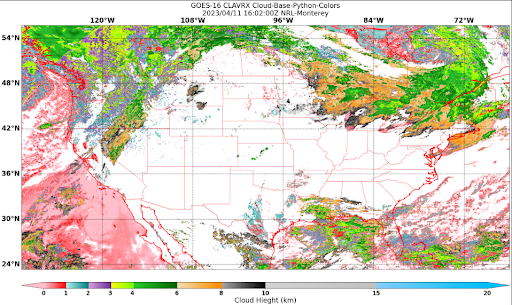 GOES-16 CLAVRX Cloud-Base-Python-Colors
2023/04/11 16:02:00Z NRL-Monterey
120°W 108°W 96°W 84°W 72°W
54°N
48°N
42°N
36°N
30°N
24°N
0 1 2 3 4 6 8 10 15 20
Cloud Hieght (km)